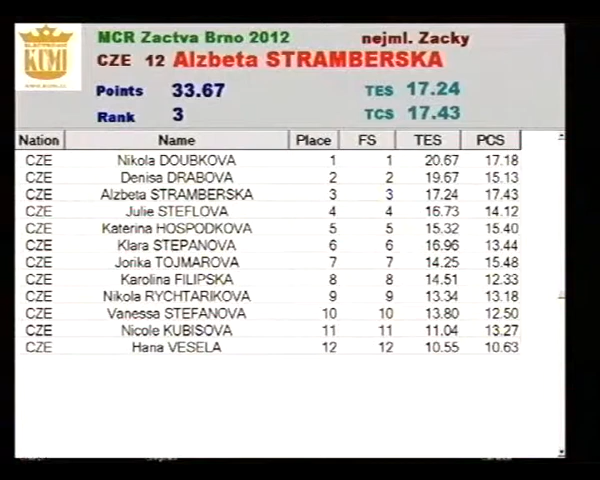 KCMI
MCR Zactva Brno 2012 nejml. Zacky
CZE 12 Alzbeta STRAMBERSKA
Points 33.67 TES 17.24
Rank 3 TCS 17.43
Nation Name Place FS TES PCS
CZE Nikola DOUBKOVA 1 1 20.67 17.18
CZE Denisa DRABOVA 2 2 19.67 15.13
CZE Alzbeta STRAMBERSKA 3 3 17.24 17.43
CZE Julie STEFLOVA 4 4 16.73 14.12
CZE Katerina HOSPODKOVA 5 5 15.32 15.40
CZE Klara STEPANOVA 6 6 16.96 13.44
CZE Jorika TOJMAROVA 7 7 14.25 15.48
CZE Karolina FILIPSKA 8 8 14.51 12.33
CZE Nikola RYCHTARIKOVA 9 9 13.34 13.18
CZE Vanessa STEFANOVA 10 10 13.80 12.50
CZE Nicole KUBISOVA 11 11 11.04 13.27
CZE Hana VESELA 12 12 10.55 10.63